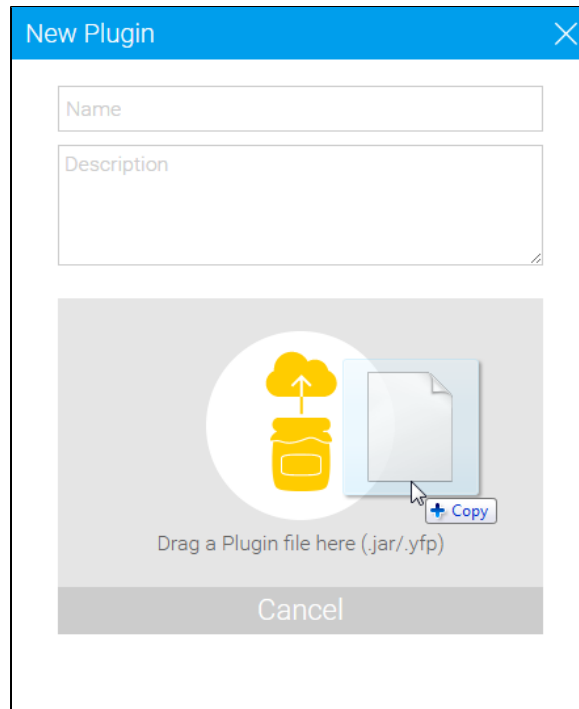 New Plugin
Name
Description
Copy
Drag a Plugin file here (.jar/.yfp)
Cancel